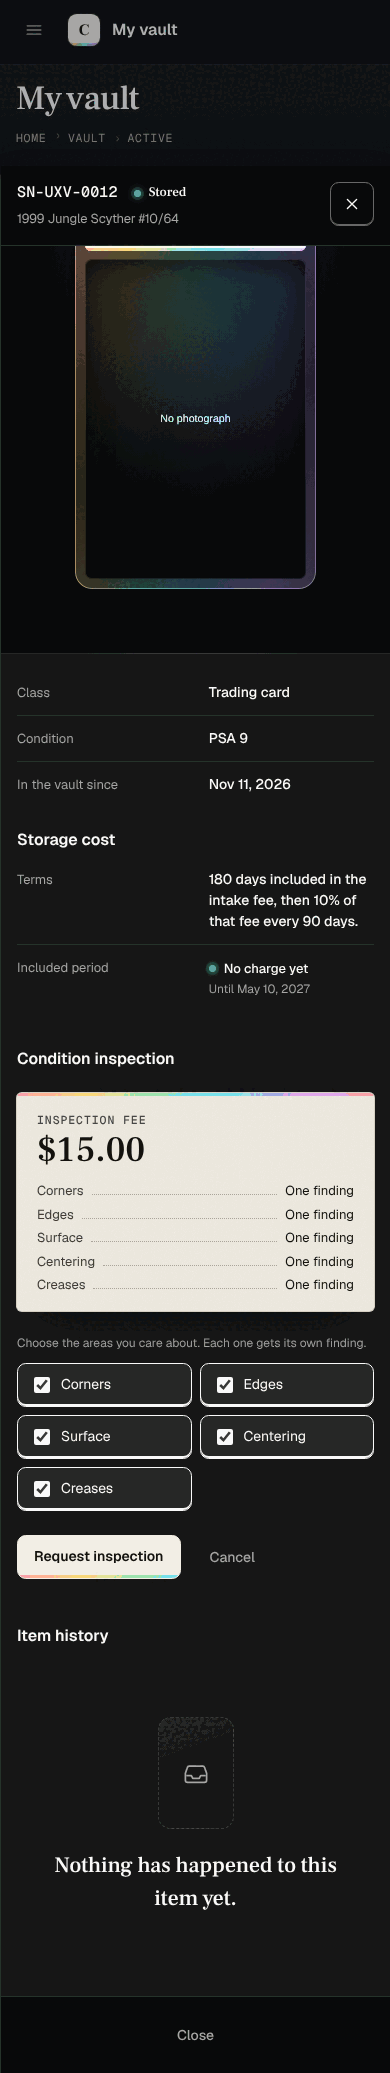 C My vault
My vault
HOME › VAULT › ACTIVE
SN-UXV-0012 Stored
1999 Jungle Scyther #10/64
No photograph
Class Trading card
Condition PSA 9
In the vault since Nov 11, 2026
Storage cost
Terms 180 days included in the
intake fee, then 10% of
that fee every 90 days.
Included period No charge yet
Until May 10, 2027
Condition inspection
INSPECTION FEE
$15.00
Corners One finding
Edges One finding
Surface One finding
Centering One finding
Creases One finding
Choose the areas you care about. Each one gets its own finding.
Corners Edges
Surface Centering
Creases
Request inspection Cancel
Item history
Nothing has happened to this
item yet.
Close